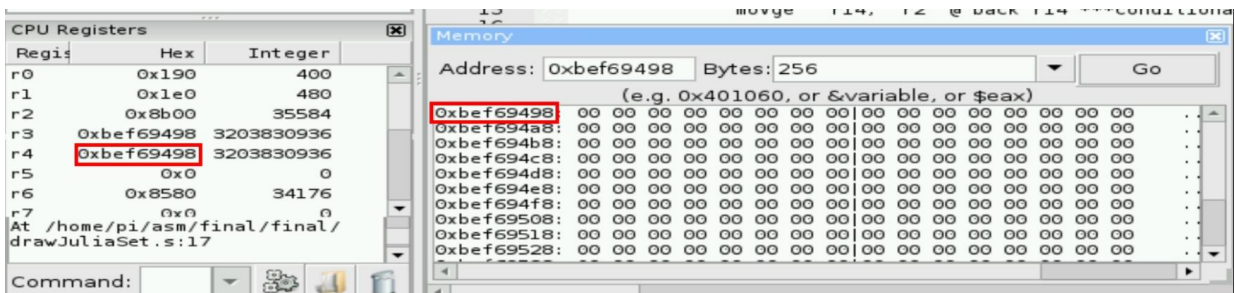 15 movge r14, r2 @ back r14 ***conditiona
16
CPU Registers
Regis Hex Integer
r0 0x190 400
r1 0x1e0 480
r2 0x8b00 35584
r3 0xbef69498 3203830936
r4 0xbef69498 3203830936
r5 0x0 0
r6 0x8580 34176
r7 0x0 0
At /home/pi/asm/final/final/
drawJuliaSet.s:17
Command:
Memory
Address: 0xbef69498 Bytes: 256 Go
(e.g. 0x401060, or &variable, or $eax)
0xbef69498: 00 00 00 00 00 00 00 00|00 00 00 00 00 00 00 00 ..
0xbef694a8: 00 00 00 00 00 00 00 00|00 00 00 00 00 00 00 00 ..
0xbef694b8: 00 00 00 00 00 00 00 00|00 00 00 00 00 00 00 00 ..
0xbef694c8: 00 00 00 00 00 00 00 00|00 00 00 00 00 00 00 00 ..
0xbef694d8: 00 00 00 00 00 00 00 00|00 00 00 00 00 00 00 00 ..
0xbef694e8: 00 00 00 00 00 00 00 00|00 00 00 00 00 00 00 00 ..
0xbef694f8: 00 00 00 00 00 00 00 00|00 00 00 00 00 00 00 00 ..
0xbef69508: 00 00 00 00 00 00 00 00|00 00 00 00 00 00 00 00 ..
0xbef69518: 00 00 00 00 00 00 00 00|00 00 00 00 00 00 00 00 ..
0xbef69528: 00 00 00 00 00 00 00 00|00 00 00 00 00 00 00 00 ..